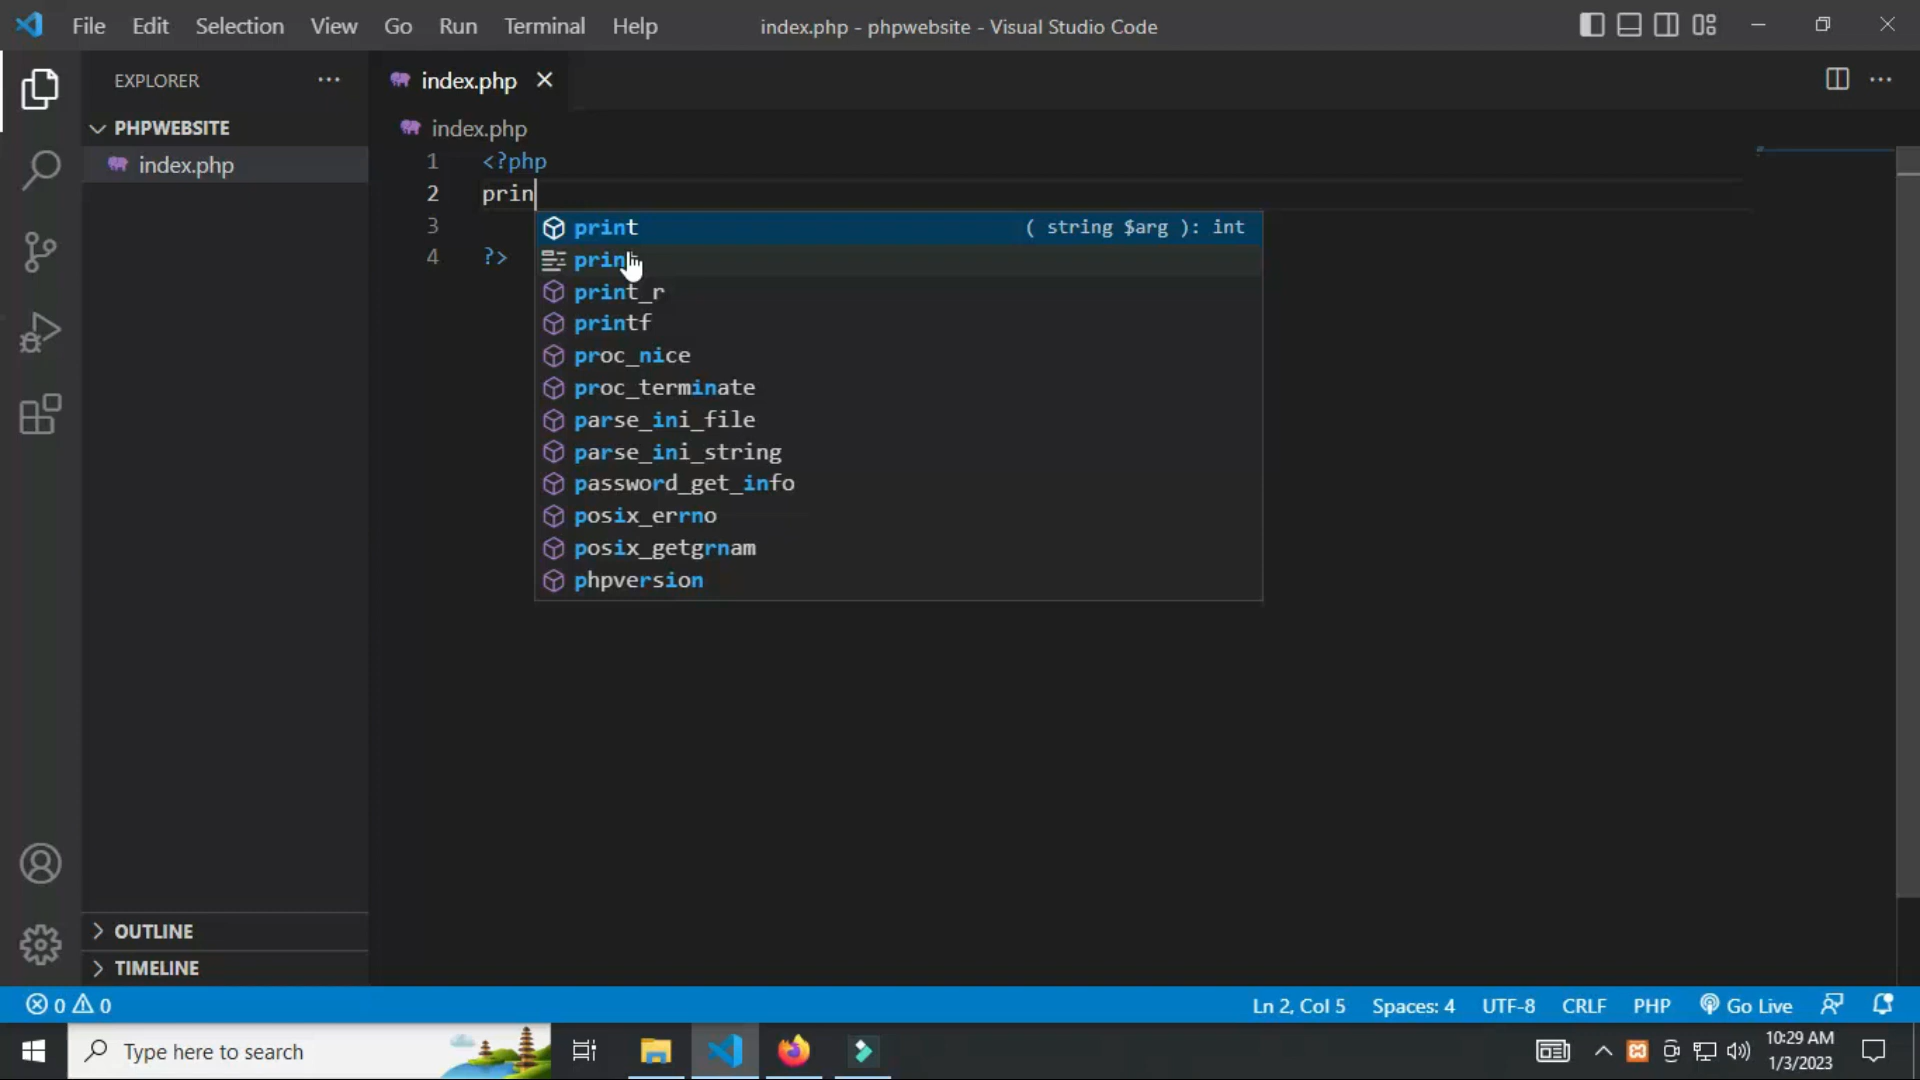 File Edit Selection View Go Run Terminal Help index.php - phpwebsite - Visual Studio Code
EXPLORER
PHPWEBSITE
index.php
OUTLINE
TIMELINE
index.php
index.php
1 <?php
2 prin
3
4 ?>
print ( string $arg ): int
print
print_r
printf
proc_nice
proc_terminate
parse_ini_file
parse_ini_string
password_get_info
posix_errno
posix_getgrnam
phpversion
0 0 Ln 2, Col 5 Spaces: 4 UTF-8 CRLF PHP Go Live
Type here to search
10:29 AM
1/3/2023